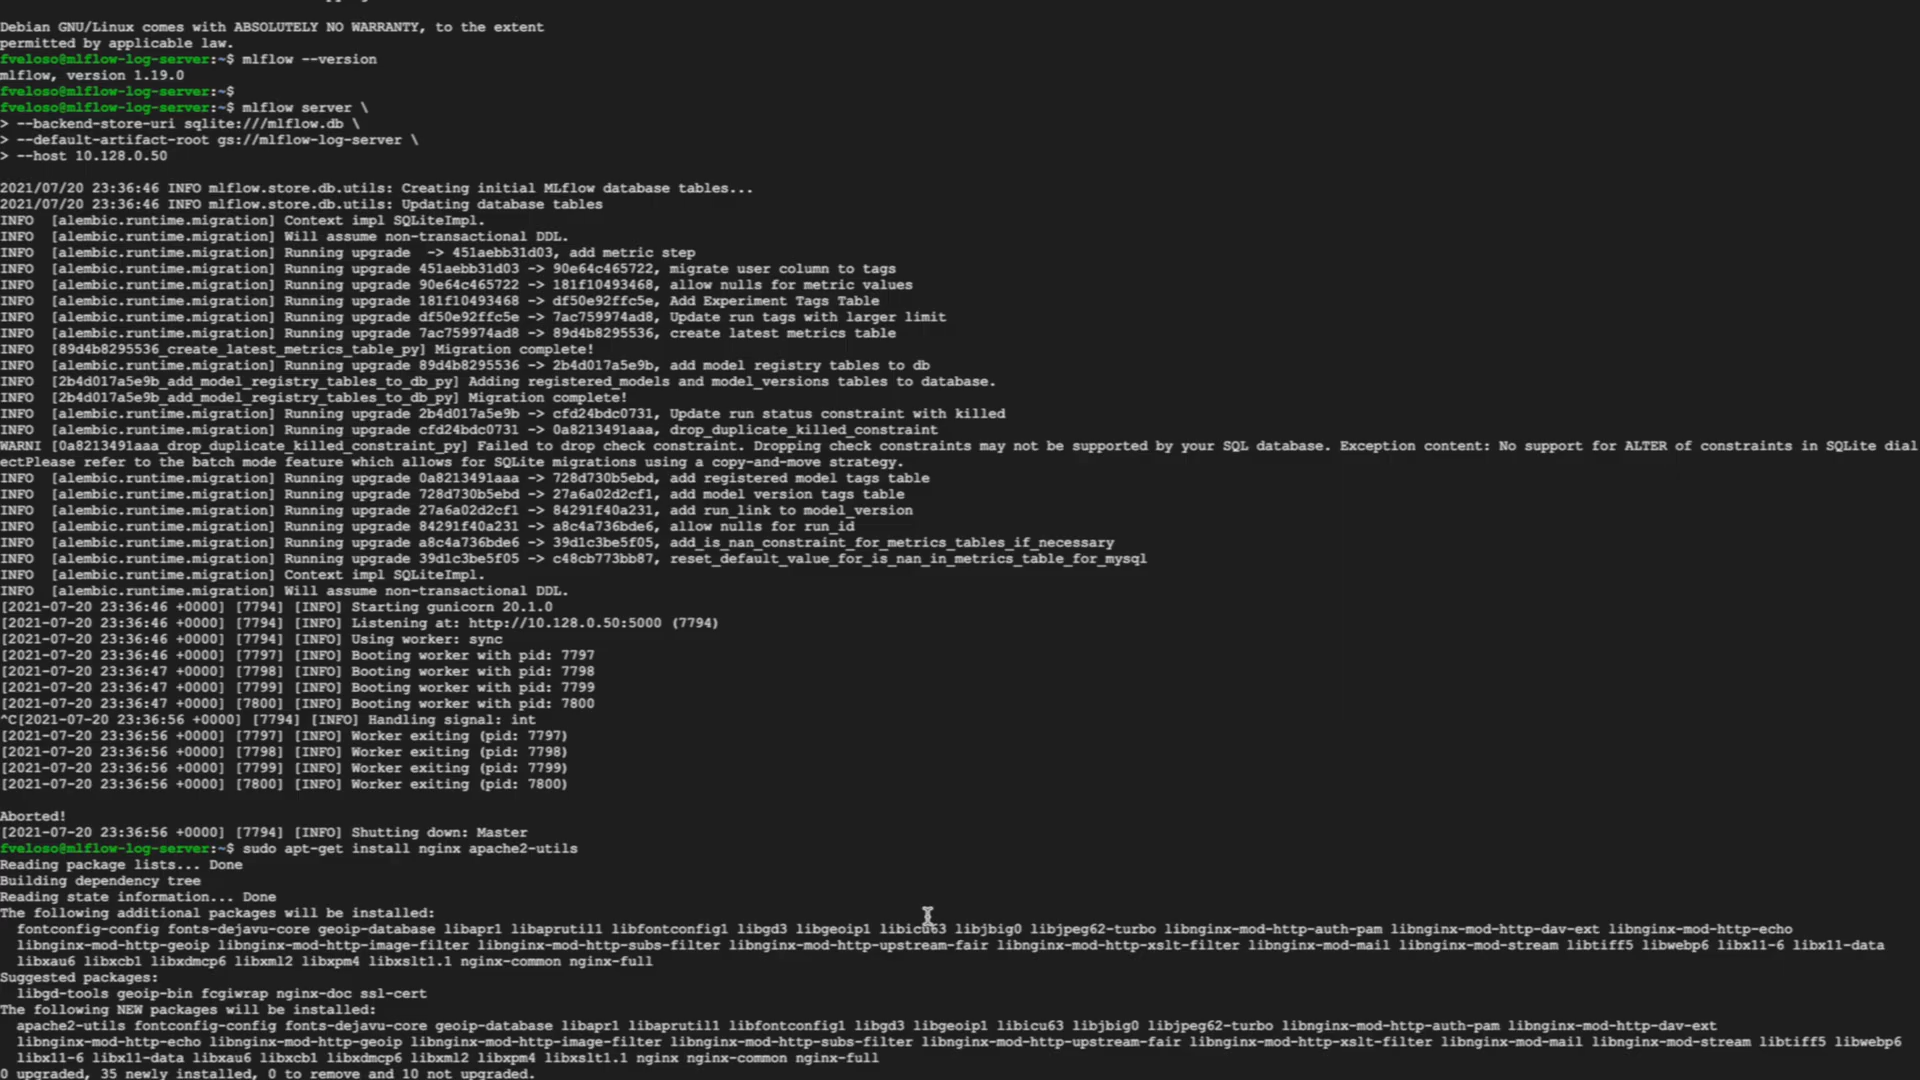 Debian GNU/Linux comes with ABSOLUTELY NO WARRANTY, to the extent
permitted by applicable law.
fveloso@mlflow-log-server:~$ mlflow --version
mlflow, version 1.19.0
fveloso@mlflow-log-server:~$
fveloso@mlflow-log-server:~$ mlflow server \
> --backend-store-uri sqlite:///mlflow.db \
> --default-artifact-root gs://mlflow-log-server \
> --host 10.128.0.50
2021/07/20 23:36:46 INFO mlflow.store.db.utils: Creating initial MLflow database tables...
2021/07/20 23:36:46 INFO mlflow.store.db.utils: Updating database tables
INFO  [alembic.runtime.migration] Context impl SQLiteImpl.
INFO  [alembic.runtime.migration] Will assume non-transactional DDL.
INFO  [alembic.runtime.migration] Running upgrade  -> 451aebb31d03, add metric step
INFO  [alembic.runtime.migration] Running upgrade 451aebb31d03 -> 90e64c465722, migrate user column to tags
INFO  [alembic.runtime.migration] Running upgrade 90e64c465722 -> 181f10493468, allow nulls for metric values
INFO  [alembic.runtime.migration] Running upgrade 181f10493468 -> df50e92ffc5e, Add Experiment Tags Table
INFO  [alembic.runtime.migration] Running upgrade df50e92ffc5e -> 7ac759974ad8, Update run tags with larger limit
INFO  [alembic.runtime.migration] Running upgrade 7ac759974ad8 -> 89d4b8295536, create latest metrics table
INFO  [89d4b8295536_create_latest_metrics_table_py] Migration complete!
INFO  [alembic.runtime.migration] Running upgrade 89d4b8295536 -> 2b4d017a5e9b, add model registry tables to db
INFO  [2b4d017a5e9b_add_model_registry_tables_to_db_py] Adding registered_models and model_versions tables to database.
INFO  [2b4d017a5e9b_add_model_registry_tables_to_db_py] Migration complete!
INFO  [alembic.runtime.migration] Running upgrade 2b4d017a5e9b -> cfd24bdc0731, Update run status constraint with killed
INFO  [alembic.runtime.migration] Running upgrade cfd24bdc0731 -> 0a8213491aaa, drop_duplicate_killed_constraint
WARNI [0a8213491aaa_drop_duplicate_killed_constraint_py] Failed to drop check constraint. Dropping check constraints may not be supported by your SQL database. Exception content: No support for ALTER of constraints in SQLite dial
ectPlease refer to the batch mode feature which allows for SQLite migrations using a copy-and-move strategy.
INFO  [alembic.runtime.migration] Running upgrade 0a8213491aaa -> 728d730b5ebd, add registered model tags table
INFO  [alembic.runtime.migration] Running upgrade 728d730b5ebd -> 27a6a02d2cf1, add model version tags table
INFO  [alembic.runtime.migration] Running upgrade 27a6a02d2cf1 -> 84291f40a231, add run_link to model_version
INFO  [alembic.runtime.migration] Running upgrade 84291f40a231 -> a8c4a736bde6, allow nulls for run_id
INFO  [alembic.runtime.migration] Running upgrade a8c4a736bde6 -> 39d1c3be5f05, add_is_nan_constraint_for_metrics_tables_if_necessary
INFO  [alembic.runtime.migration] Running upgrade 39d1c3be5f05 -> c48cb773bb87, reset_default_value_for_is_nan_in_metrics_table_for_mysql
INFO  [alembic.runtime.migration] Context impl SQLiteImpl.
INFO  [alembic.runtime.migration] Will assume non-transactional DDL.
[2021-07-20 23:36:46 +0000] [7794] [INFO] Starting gunicorn 20.1.0
[2021-07-20 23:36:46 +0000] [7794] [INFO] Listening at: http://10.128.0.50:5000 (7794)
[2021-07-20 23:36:46 +0000] [7794] [INFO] Using worker: sync
[2021-07-20 23:36:46 +0000] [7797] [INFO] Booting worker with pid: 7797
[2021-07-20 23:36:47 +0000] [7798] [INFO] Booting worker with pid: 7798
[2021-07-20 23:36:47 +0000] [7799] [INFO] Booting worker with pid: 7799
[2021-07-20 23:36:47 +0000] [7800] [INFO] Booting worker with pid: 7800
^C[2021-07-20 23:36:56 +0000] [7794] [INFO] Handling signal: int
[2021-07-20 23:36:56 +0000] [7797] [INFO] Worker exiting (pid: 7797)
[2021-07-20 23:36:56 +0000] [7798] [INFO] Worker exiting (pid: 7798)
[2021-07-20 23:36:56 +0000] [7799] [INFO] Worker exiting (pid: 7799)
[2021-07-20 23:36:56 +0000] [7800] [INFO] Worker exiting (pid: 7800)
Aborted!
[2021-07-20 23:36:56 +0000] [7794] [INFO] Shutting down: Master
fveloso@mlflow-log-server:~$ sudo apt-get install nginx apache2-utils
Reading package lists... Done
Building dependency tree
Reading state information... Done
The following additional packages will be installed:
  fontconfig-config fonts-dejavu-core geoip-database libapr1 libaprutil1 libfontconfig1 libgd3 libgeoip1 libicu63 libjbig0 libjpeg62-turbo libnginx-mod-http-auth-pam libnginx-mod-http-dav-ext libnginx-mod-http-echo
  libnginx-mod-http-geoip libnginx-mod-http-image-filter libnginx-mod-http-subs-filter libnginx-mod-http-upstream-fair libnginx-mod-http-xslt-filter libnginx-mod-mail libnginx-mod-stream libtiff5 libwebp6 libx11-6 libx11-data
  libxau6 libxcb1 libxdmcp6 libxml2 libxpm4 libxslt1.1 nginx-common nginx-full
Suggested packages:
  libgd-tools geoip-bin fcgiwrap nginx-doc ssl-cert
The following NEW packages will be installed:
  apache2-utils fontconfig-config fonts-dejavu-core geoip-database libapr1 libaprutil1 libfontconfig1 libgd3 libgeoip1 libicu63 libjbig0 libjpeg62-turbo libnginx-mod-http-auth-pam libnginx-mod-http-dav-ext
  libnginx-mod-http-echo libnginx-mod-http-geoip libnginx-mod-http-image-filter libnginx-mod-http-subs-filter libnginx-mod-http-upstream-fair libnginx-mod-http-xslt-filter libnginx-mod-mail libnginx-mod-stream libtiff5 libwebp6
  libx11-6 libx11-data libxau6 libxcb1 libxdmcp6 libxml2 libxpm4 libxslt1.1 nginx nginx-common nginx-full
0 upgraded, 35 newly installed, 0 to remove and 10 not upgraded.